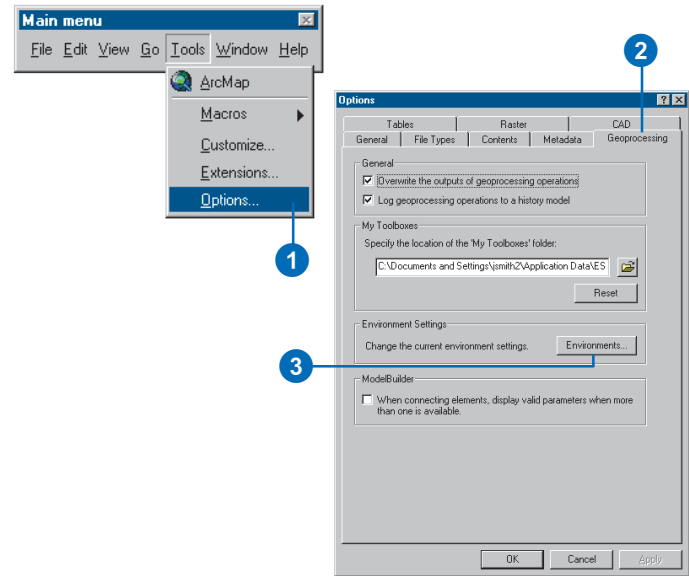 Main menu
File Edit View Go Tools Window Help
ArcMap
Macros
Customize...
Extensions...
Options...
1
2
Options
Tables Raster CAD
General File Types Contents Metadata Geoprocessing
General
Overwrite the outputs of geoprocessing operations
Log geoprocessing operations to a history model
My Toolboxes
Specify the location of the 'My Toolboxes' folder:
C:\Documents and Settings\jsmith2\Application Data\ES
Reset
Environment Settings
Change the current environment settings. Environments...
3
ModelBuilder
When connecting elements, display valid parameters when more
than one is available.
OK Cancel Apply